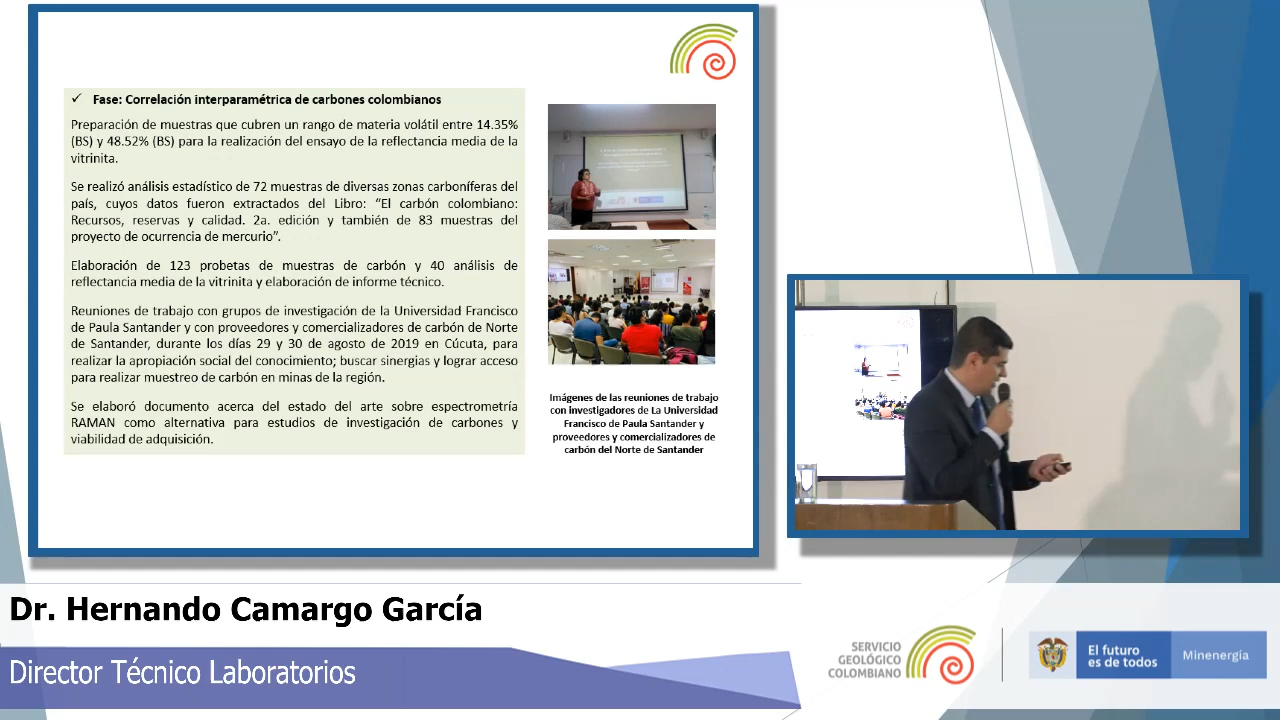 ✓ Fase: Correlación interparamétrica de carbones colombianos
Preparación de muestras que cubren un rango de materia volátil entre 14.35%
(BS) y 48.52% (BS) para la realización del ensayo de la reflectancia media de la
vitrinita.
Se realizó análisis estadístico de 72 muestras de diversas zonas carboníferas del
país, cuyos datos fueron extractados del Libro: “El carbón colombiano:
Recursos, reservas y calidad. 2a. edición y también de 83 muestras del
proyecto de ocurrencia de mercurio”.
Elaboración de 123 probetas de muestras de carbón y 40 análisis de
reflectancia media de la vitrinita y elaboración de informe técnico.
Reuniones de trabajo con grupos de investigación de la Universidad Francisco
de Paula Santander y con proveedores y comercializadores de carbón de Norte
de Santander, durante los días 29 y 30 de agosto de 2019 en Cúcuta, para
realizar la apropiación social del conocimiento; buscar sinergias y lograr acceso
para realizar muestreo de carbón en minas de la región.
Se elaboró documento acerca del estado del arte sobre espectrometría
RAMAN como alternativa para estudios de investigación de carbones y
viabilidad de adquisición.
Imágenes de las reuniones de trabajo
con investigadores de La Universidad
Francisco de Paula Santander y
proveedores y comercializadores de
carbón del Norte de Santander
Dr. Hernando Camargo García
Director Técnico Laboratorios
SERVICIO
GEOLÓGICO
COLOMBIANO
El futuro
es de todos
Minenergía